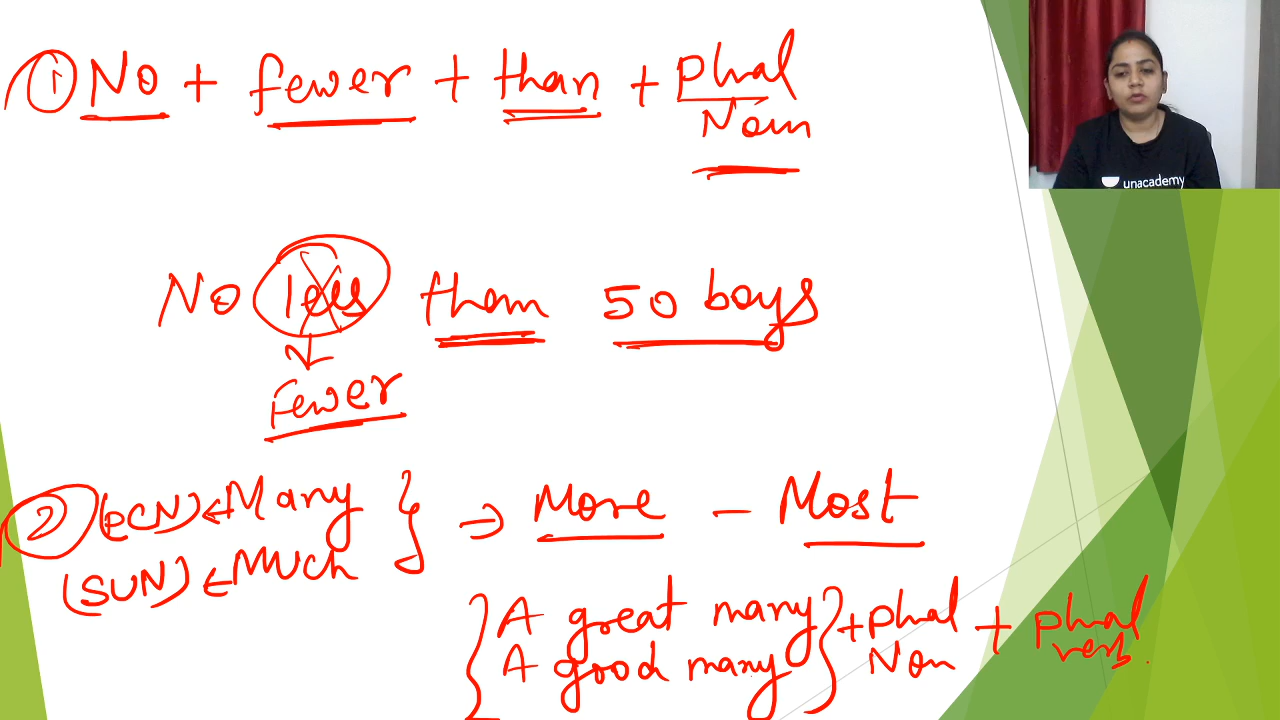 ① No + fewer + than + plural
Noun
unacademy
No less than 50 boys
Fewer
② (PCN) ← Many } → More - Most
(SUN) ← Much
{ A great many } + plural + plural
A good many Noun verb